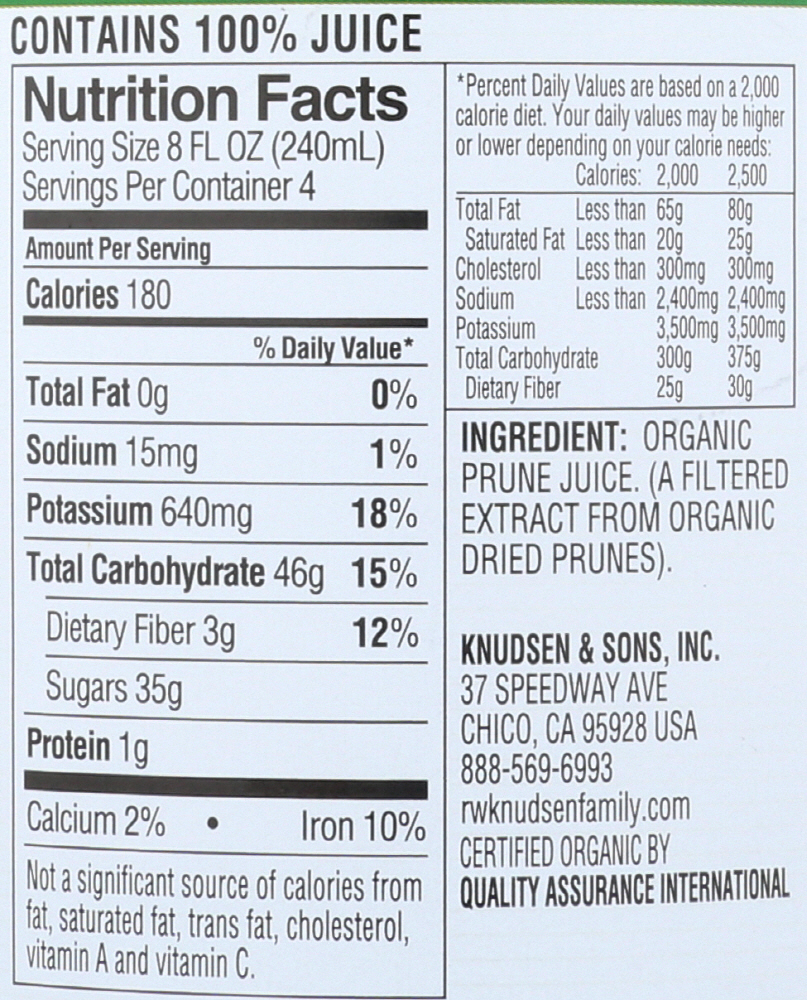 CONTAINS 100% JUICE
Nutrition Facts
Serving Size 8 FL OZ (240mL)
Servings Per Container 4
Amount Per Serving
Calories 180
% Daily Value*
Total Fat 0g 0%
Sodium 15mg 1%
Potassium 640mg 18%
Total Carbohydrate 46g 15%
Dietary Fiber 3g 12%
Sugars 35g
Protein 1g
Calcium 2% • Iron 10%
Not a significant source of calories from
fat, saturated fat, trans fat, cholesterol,
vitamin A and vitamin C.
*Percent Daily Values are based on a 2,000
calorie diet. Your daily values may be higher
or lower depending on your calorie needs:
Calories: 2,000 2,500
Total Fat Less than 65g 80g
Saturated Fat Less than 20g 25g
Cholesterol Less than 300mg 300mg
Sodium Less than 2,400mg 2,400mg
Potassium 3,500mg 3,500mg
Total Carbohydrate 300g 375g
Dietary Fiber 25g 30g
INGREDIENT: ORGANIC
PRUNE JUICE. (A FILTERED
EXTRACT FROM ORGANIC
DRIED PRUNES).
KNUDSEN & SONS, INC.
37 SPEEDWAY AVE
CHICO, CA 95928 USA
888-569-6993
rwknudsenfamily.com
CERTIFIED ORGANIC BY
QUALITY ASSURANCE INTERNATIONAL